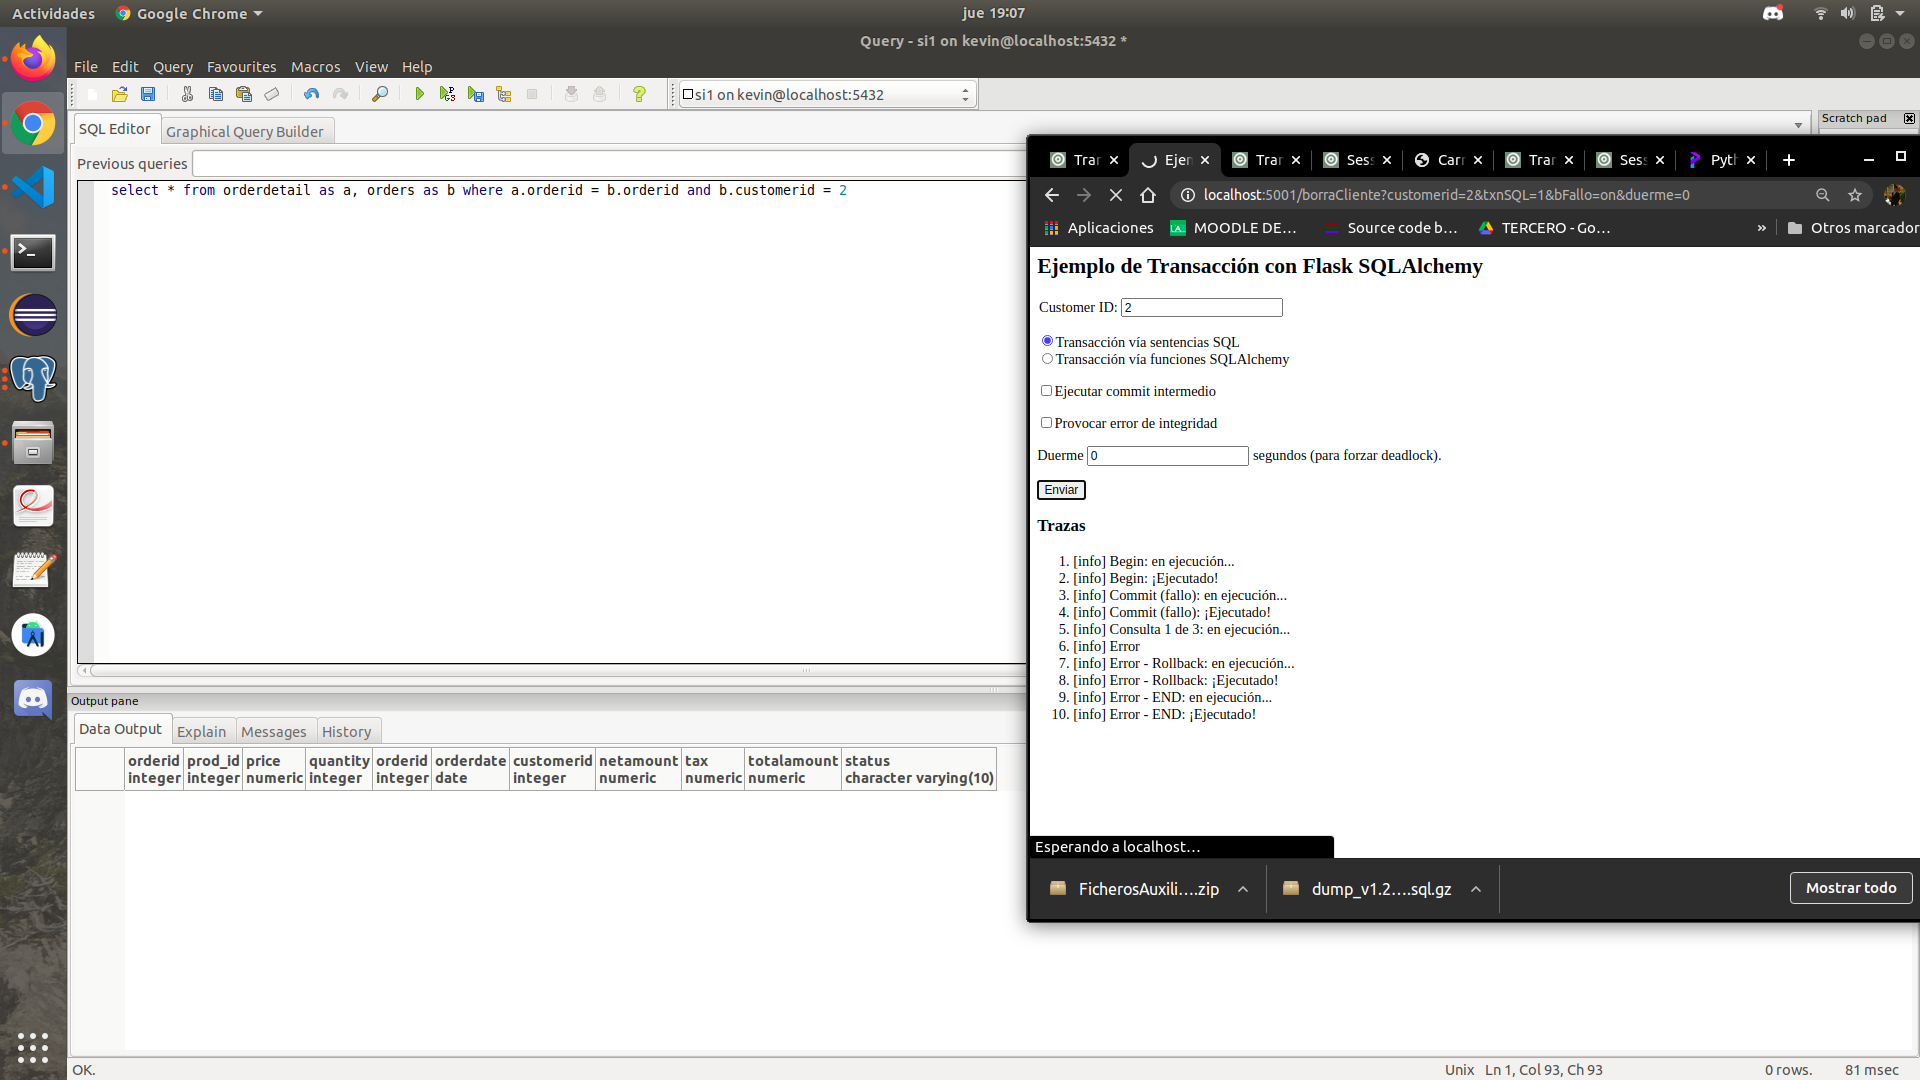 Actividades
Google Chrome
jue 19:07
Query - si1 on kevin@localhost:5432 *
File Edit Query Favourites Macros View Help
si1 on kevin@localhost:5432
SQL Editor
Graphical Query Builder
Scratch pad
Previous queries
select * from orderdetail as a, orders as b where a.orderid = b.orderid and b.customerid = 2
Output pane
Data Output Explain Messages History
orderid integer
prod_id integer
price numeric
quantity integer
orderid integer
orderdate date
customerid integer
netamount numeric
tax numeric
totalamount numeric
status character varying(10)
OK.
Unix Ln 1, Col 93, Ch 93
0 rows.
81 msec
Trar Ejen Trar Sess Carr Trar Sess Pyth
localhost:5001/borraCliente?customerid=2&txnSQL=1&bFallo=on&duerme=0
Aplicaciones
LA..
MOODLE DE...
Source code b...
TERCERO - Go...
»
Otros marcador
Ejemplo de Transacción con Flask SQLAlchemy
Customer ID: 2
Transacción vía sentencias SQL
Transacción vía funciones SQLAlchemy
Ejecutar commit intermedio
Provocar error de integridad
Duerme 0 segundos (para forzar deadlock).
Enviar
Trazas
1. [info] Begin: en ejecución...
2. [info] Begin: ¡Ejecutado!
3. [info] Commit (fallo): en ejecución...
4. [info] Commit (fallo): ¡Ejecutado!
5. [info] Consulta 1 de 3: en ejecución...
6. [info] Error
7. [info] Error - Rollback: en ejecución...
8. [info] Error - Rollback: ¡Ejecutado!
9. [info] Error - END: en ejecución...
10. [info] Error - END: ¡Ejecutado!
Esperando a localhost...
FicherosAuxili....zip
dump_v1.2....sql.gz
Mostrar todo